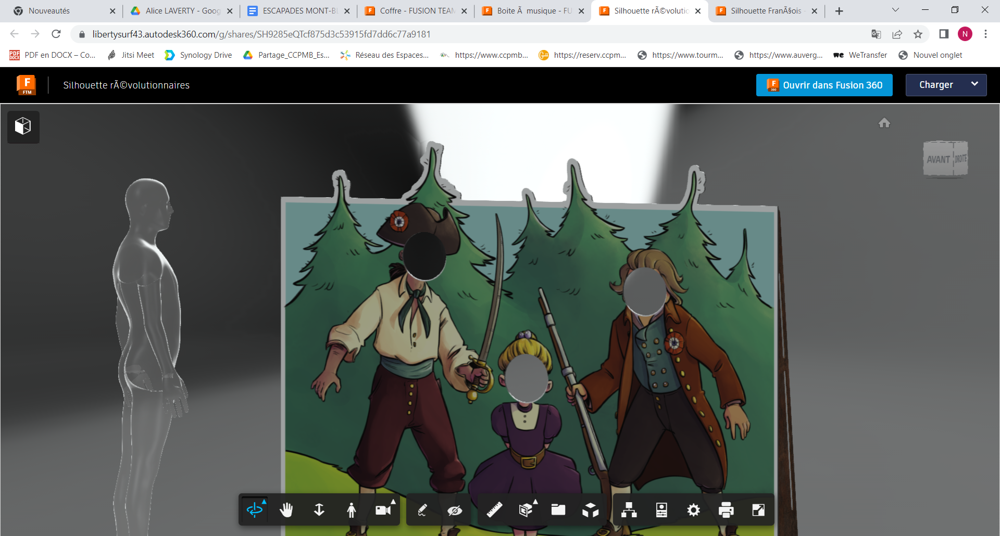 Nouveautés
Alice LAVERTY - Goog
ESCAPADES MONT-BL
Coffre - FUSION TEAM
Boite Ã  musique - FU
Silhouette rÃ©volutio
Silhouette FranÃ§ois -
libertysurf43.autodesk360.com/g/shares/SH9285eQTcf875d3c53915fd7dd6c77a9181
N
PDF en DOCX – Co...
Jitsi Meet
Synology Drive
Partage_CCPMB_Es...
Réseau des Espaces...
https://www.ccpmb...
https://reserv.ccpm...
https://www.tourm...
https://www.auverg...
WeTransfer
Nouvel onglet
F
FTM
Silhouette rÃ©volutionnaires
Ouvrir dans Fusion 360
Charger
AVANT
DROITE